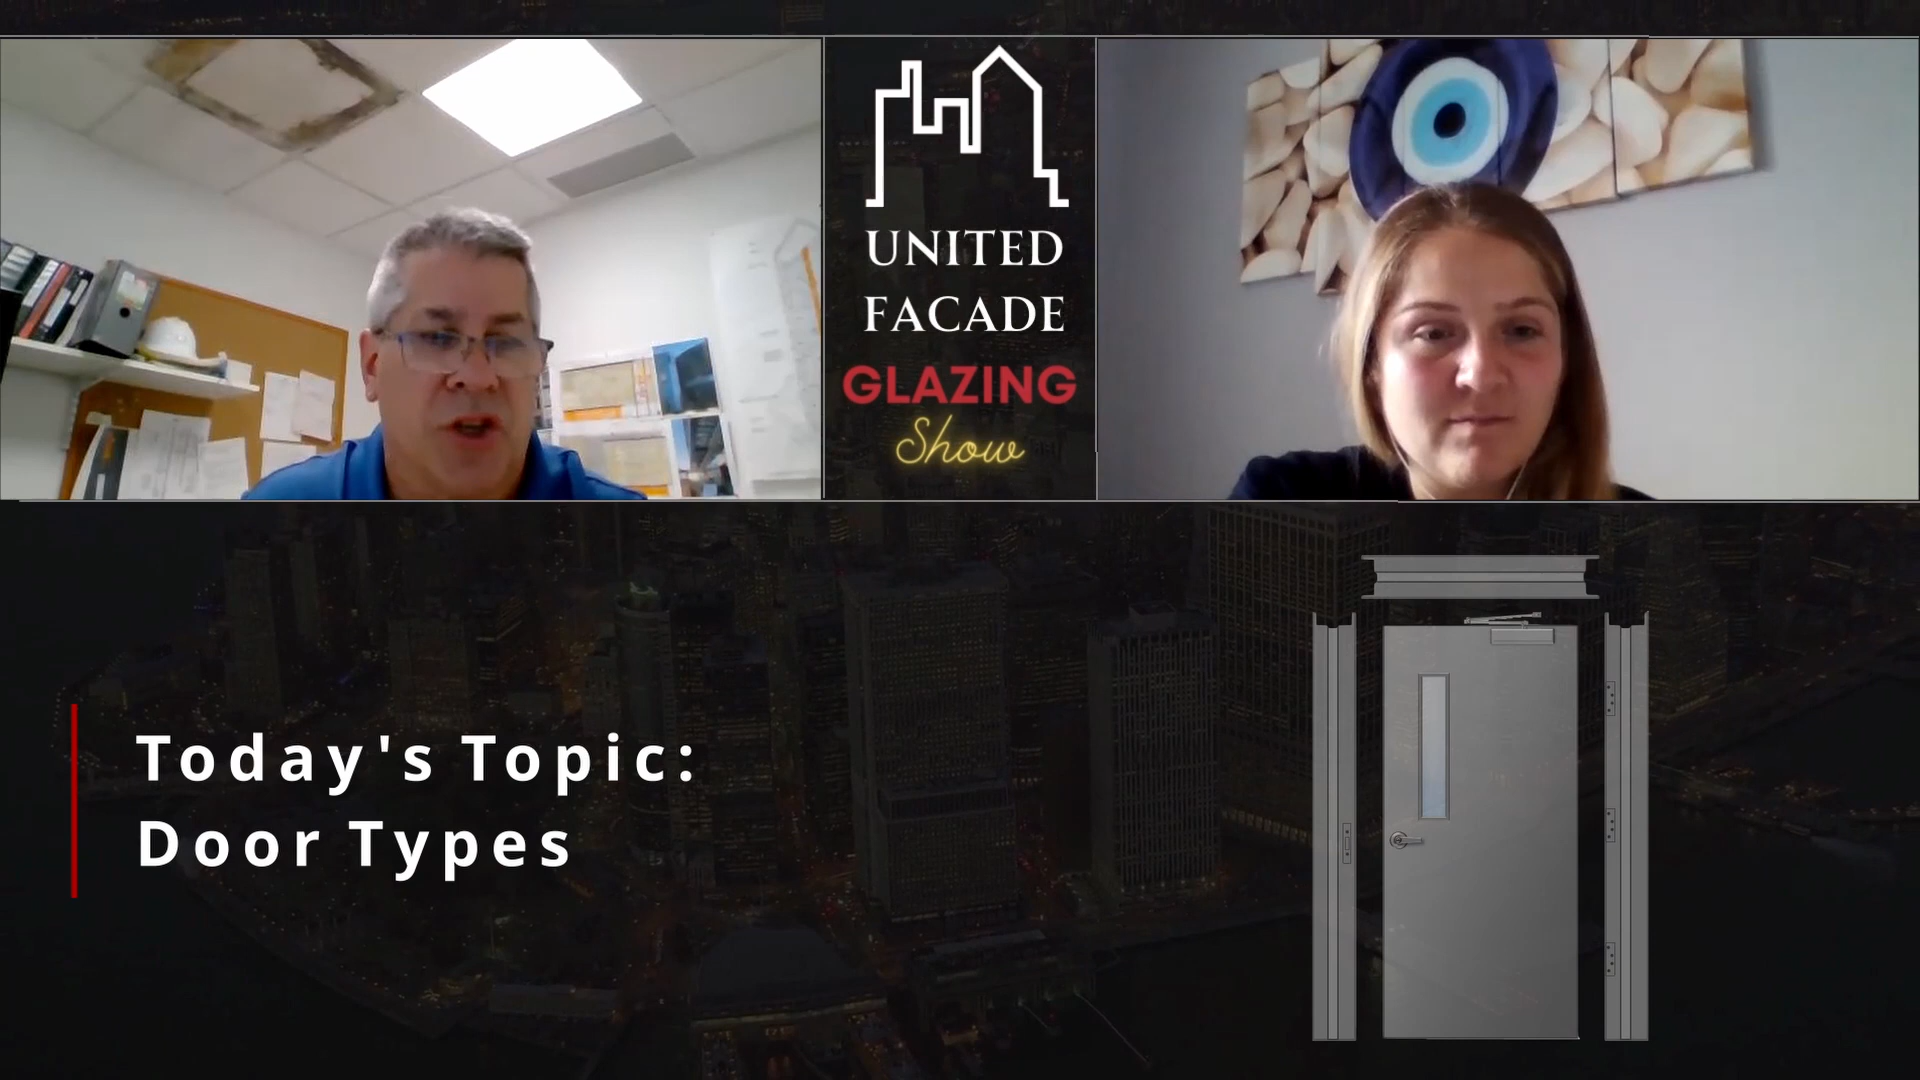 UNITED
FACADE
GLAZING
Show
Today's Topic:
Door Types